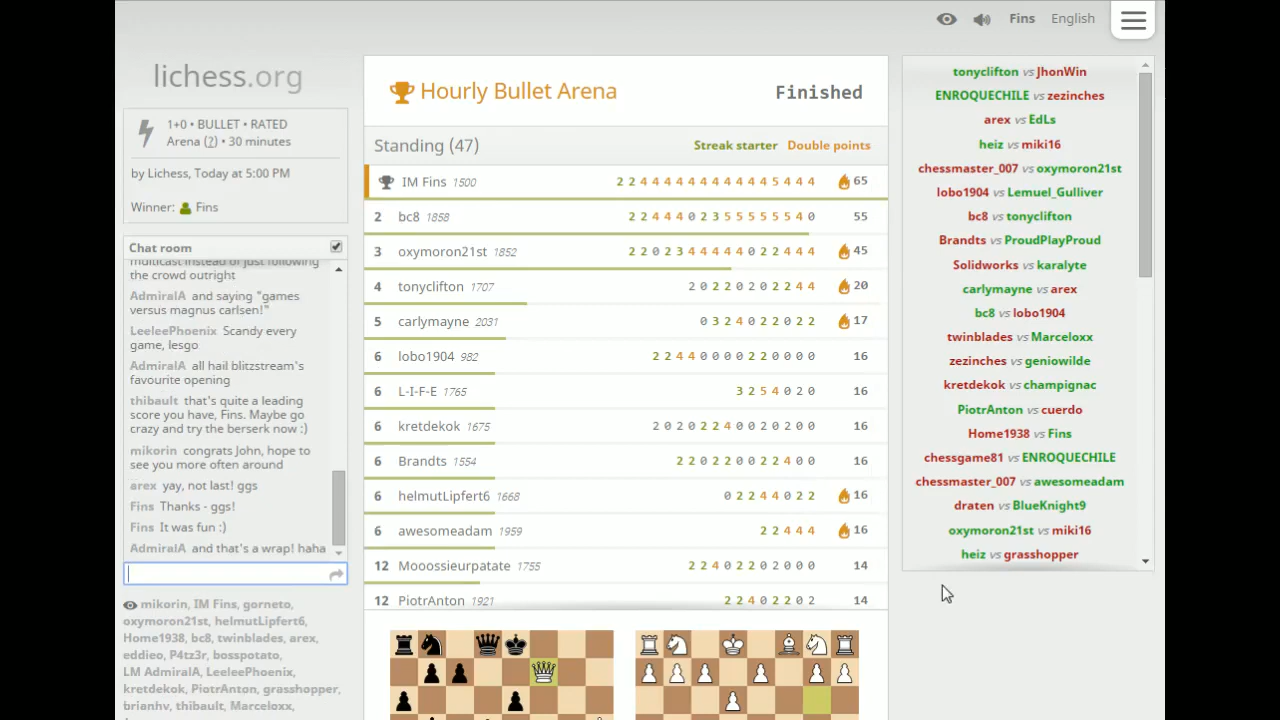 Fins English
lichess.org
1+0 • BULLET • RATED
Arena (?) • 30 minutes
by Lichess, Today at 5:00 PM
Winner: Fins
Chat room
multicast instead of just following
the crowd outright
AdmiralA and saying "games
versus magnus carlsen!"
LeeleePhoenix Scandy every
game, lesgo
AdmiralA all hail blitzstream's
favourite opening
thibault that's quite a leading
score you have, Fins. Maybe go
crazy and try the berserk now :)
mikorin congrats John, hope to
see you more often around
arex yay, not last! ggs
Fins Thanks - ggs!
Fins It was fun :)
AdmiralA and that's a wrap! haha
mikorin, IM Fins, gorneto,
oxymoron21st, helmutLipfert6,
Home1938, bc8, twinblades, arex,
eddieo, P4tz3r, bosspotato,
LM AdmiralA, LeeleePhoenix,
kretdekok, PiotrAnton, grasshopper,
brianhv, thibault, Marceloxx,
Hourly Bullet Arena Finished
Standing (47) Streak starter Double points
IM Fins 1500 2 2 4 4 4 4 4 4 4 4 4 4 4 5 4 4 4 65
2 bc8 1858 2 2 4 4 4 0 2 3 5 5 5 5 5 5 4 0 55
3 oxymoron21st 1852 2 2 0 2 3 4 4 4 4 4 0 2 2 4 4 4 45
4 tonyclifton 1707 2 0 2 2 0 2 0 2 2 4 4 20
5 carlymayne 2031 0 3 2 4 0 2 2 0 2 2 17
6 lobo1904 982 2 2 4 4 0 0 0 0 2 2 0 0 0 0 16
6 L-I-F-E 1765 3 2 5 4 0 2 0 16
6 kretdekok 1675 2 0 2 0 2 2 4 0 0 2 0 2 0 0 16
6 Brandts 1554 2 2 0 2 2 0 0 2 2 4 0 0 16
6 helmutLipfert6 1668 0 2 2 4 4 0 2 2 16
6 awesomeadam 1959 2 2 4 4 4 16
12 Mooossieurpatate 1755 2 2 4 0 2 2 0 2 0 0 0 14
12 PiotrAnton 1921 2 2 4 0 2 2 0 2 14
tonyclifton vs JhonWin
ENROQUECHILE vs zezinches
arex vs EdLs
heiz vs miki16
chessmaster_007 vs oxymoron21st
lobo1904 vs Lemuel_Gulliver
bc8 vs tonyclifton
Brandts vs ProudPlayProud
Solidworks vs karalyte
carlymayne vs arex
bc8 vs lobo1904
twinblades vs Marceloxx
zezinches vs geniowilde
kretdekok vs champignac
PiotrAnton vs cuerdo
Home1938 vs Fins
chessgame81 vs ENROQUECHILE
chessmaster_007 vs awesomeadam
draten vs BlueKnight9
oxymoron21st vs miki16
heiz vs grasshopper